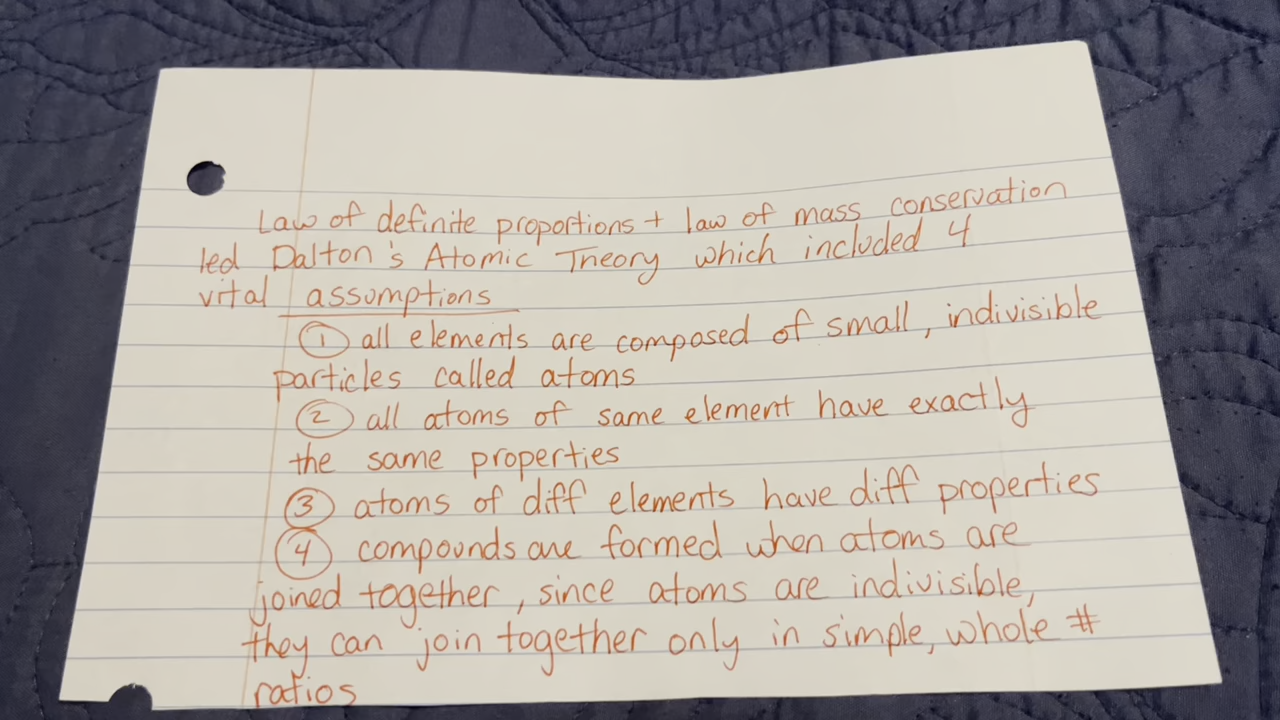 Law of definite proportions + law of mass conservation
led Dalton's Atomic Theory which included 4
vital assumptions
① all elements are composed of small, indivisible
particles called atoms
② all atoms of same element have exactly
the same properties
③ atoms of diff elements have diff properties
④ compounds are formed when atoms are
joined together, since atoms are indivisible,
they can join together only in simple, whole #
ratios